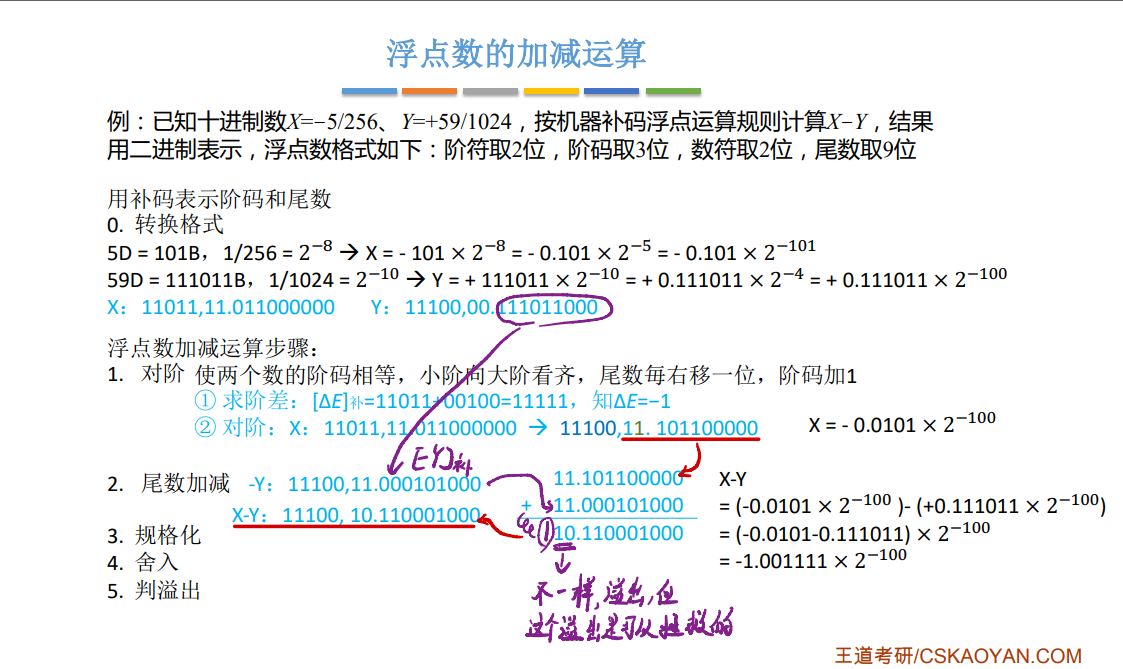 浮点数的加减运算
例：已知十进制数X=−5/256、Y=+59/1024，按机器补码浮点运算规则计算X−Y，结果
用二进制表示，浮点数格式如下：阶符取2位，阶码取3位，数符取2位，尾数取9位
用补码表示阶码和尾数
0. 转换格式
5D = 101B，1/256 = 2⁻⁸ → X = - 101 × 2⁻⁸ = - 0.101 × 2⁻⁵ = - 0.101 × 2⁻¹⁰¹
59D = 111011B，1/1024 = 2⁻¹⁰ → Y = + 111011 × 2⁻¹⁰ = + 0.111011 × 2⁻⁴ = + 0.111011 × 2⁻¹⁰⁰
X：11011,11.011000000 Y：11100,00.111011000
浮点数加减运算步骤：
1. 对阶 使两个数的阶码相等，小阶向大阶看齐，尾数每右移一位，阶码加1
① 求阶差：[ΔE]补=11011+00100=11111，知ΔE=−1
② 对阶：X：11011,11.011000000 → 11100,11. 101100000 X = - 0.0101 × 2⁻¹⁰⁰
[-Y]补
2. 尾数加减 -Y：11100,11.000101000
X-Y：11100, 10.110001000
3. 规格化
4. 舍入
5. 判溢出
11.101100000
+ 11.000101000
①10.110001000
不一样，溢出，但
这个溢出是可以拯救的
X-Y
= (-0.0101 × 2⁻¹⁰⁰ )- (+0.111011 × 2⁻¹⁰⁰)
= (-0.0101-0.111011) × 2⁻¹⁰⁰
= -1.001111 × 2⁻¹⁰⁰
王道考研/CSKAOYAN.COM